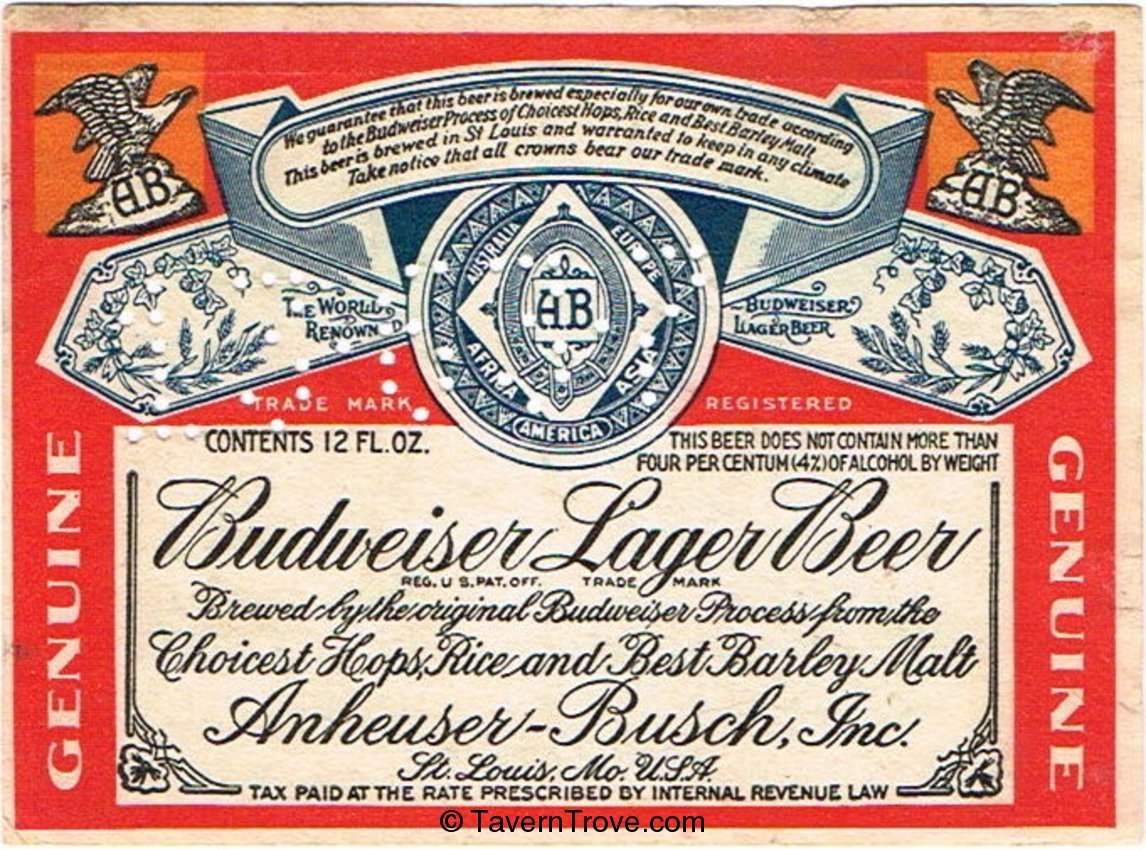 We guarantee that this beer is brewed especially for our own trade according
to the Budweiser Process of Choicest Hops, Rice and Best Barley Malt
This beer is brewed in St Louis and warranted to keep in any climate
Take notice that all crowns bear our trade mark.
AB
AB
THE WORLD
RENOWNED
AUSTRALIA
EUROPE
AB
AFRICA
ASIA
AMERICA
BUDWEISER
LAGER BEER
TRADE MARK
REGISTERED
GENUINE
GENUINE
CONTENTS 12 FL.OZ.
THIS BEER DOES NOT CONTAIN MORE THAN
FOUR PER CENTUM (4%) OF ALCOHOL BY WEIGHT
Budweiser Lager Beer
REG. U S. PAT. OFF. TRADE MARK
Brewed by the original Budweiser Process from the
Choicest Hops, Rice and Best Barley Malt
Anheuser-Busch, Inc.
St. Louis, Mo. U.S.A.
TAX PAID AT THE RATE PRESCRIBED BY INTERNAL REVENUE LAW
© TavernTrove.com